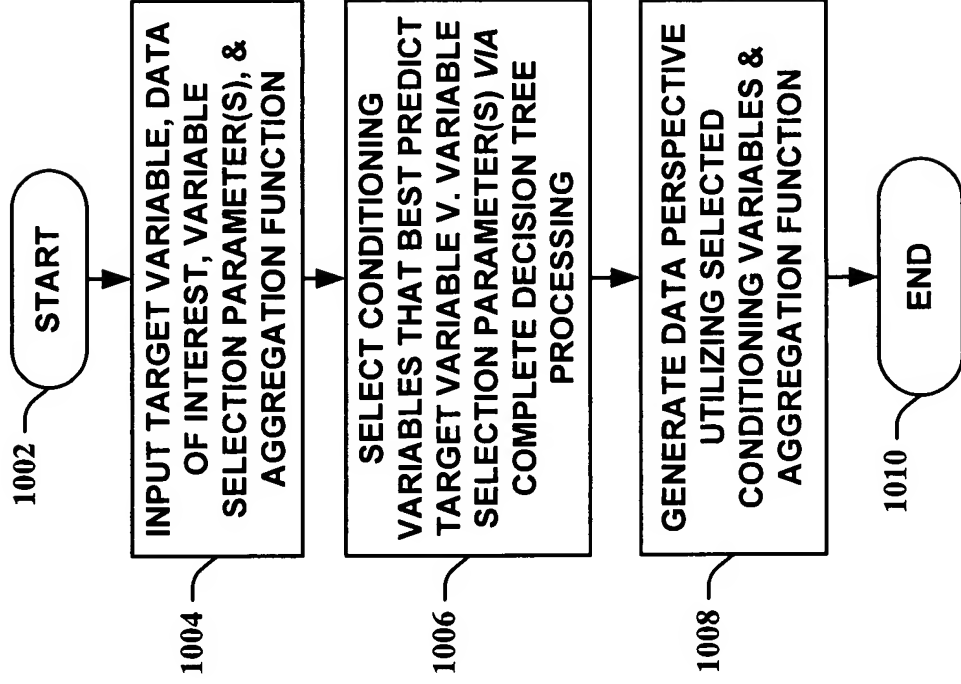 START
1002
INPUT TARGET VARIABLE, DATA
OF INTEREST, VARIABLE
SELECTION PARAMETER(S), &
AGGREGATION FUNCTION
1004
SELECT CONDITIONING
VARIABLES THAT BEST PREDICT
TARGET VARIABLE V. VARIABLE
SELECTION PARAMETER(S) VIA
COMPLETE DECISION TREE
PROCESSING
1006
GENERATE DATA PERSPECTIVE
UTILIZING SELECTED
CONDITIONING VARIABLES &
AGGREGATION FUNCTION
1008
END
1010